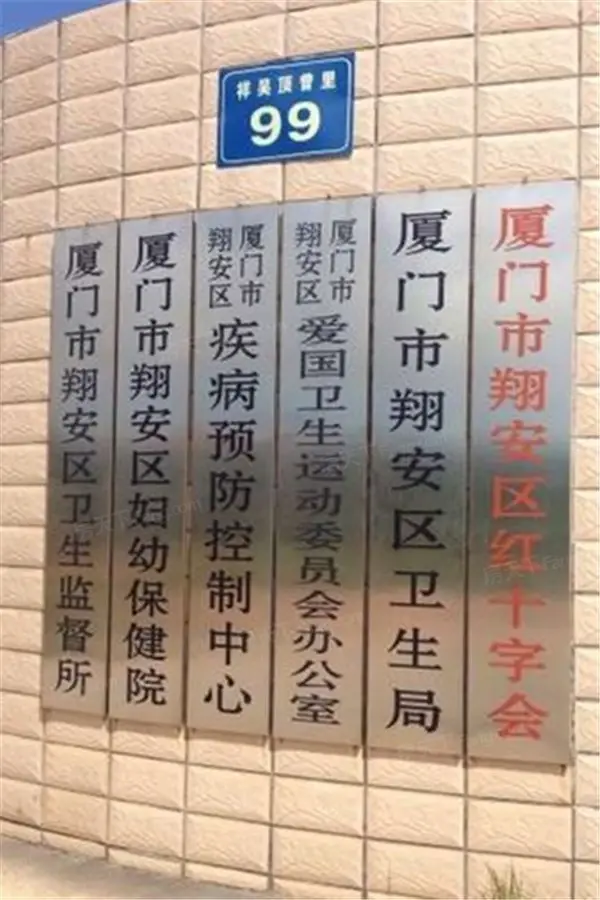 祥吴顶曾里
99
厦门市翔安区红十字会
厦门市翔安区卫生局
厦门市
翔安区
爱国卫生运动委员会办公室
厦门市
翔安区
疾病预防控制中心
厦门市翔安区妇幼保健院
厦门市翔安区卫生监督所